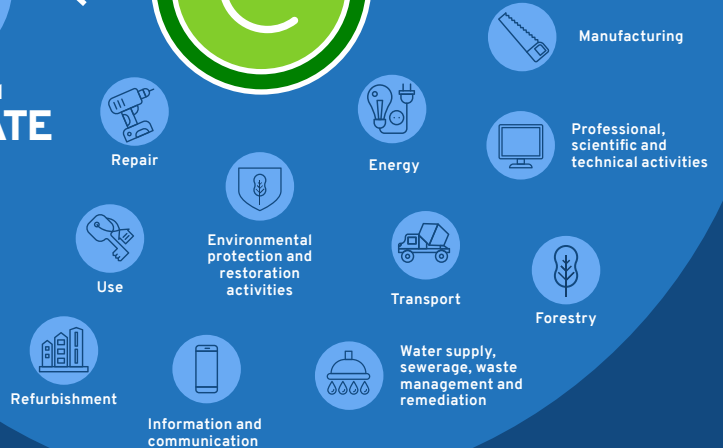 ATE
Manufacturing
Repair
Energy
Professional,
scientific and
technical activities
Environmental
protection and
restoration
activities
Use
Transport
Forestry
Refurbishment
Water supply,
sewerage, waste
management and
remediation
Information and
communication